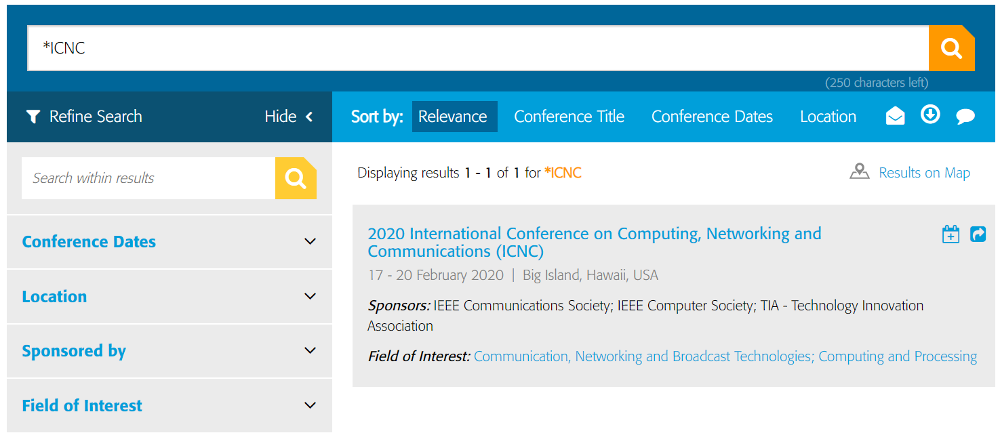 *ICNC
(250 characters left)
Refine Search
Hide
Sort by: Relevance Conference Title Conference Dates Location
Search within results
Displaying results 1 - 1 of 1 for *ICNC
Results on Map
Conference Dates
Location
Sponsored by
Field of Interest
2020 International Conference on Computing, Networking and
Communications (ICNC)
17 - 20 February 2020 | Big Island, Hawaii, USA
Sponsors: IEEE Communications Society; IEEE Computer Society; TIA - Technology Innovation
Association
Field of Interest: Communication, Networking and Broadcast Technologies; Computing and Processing